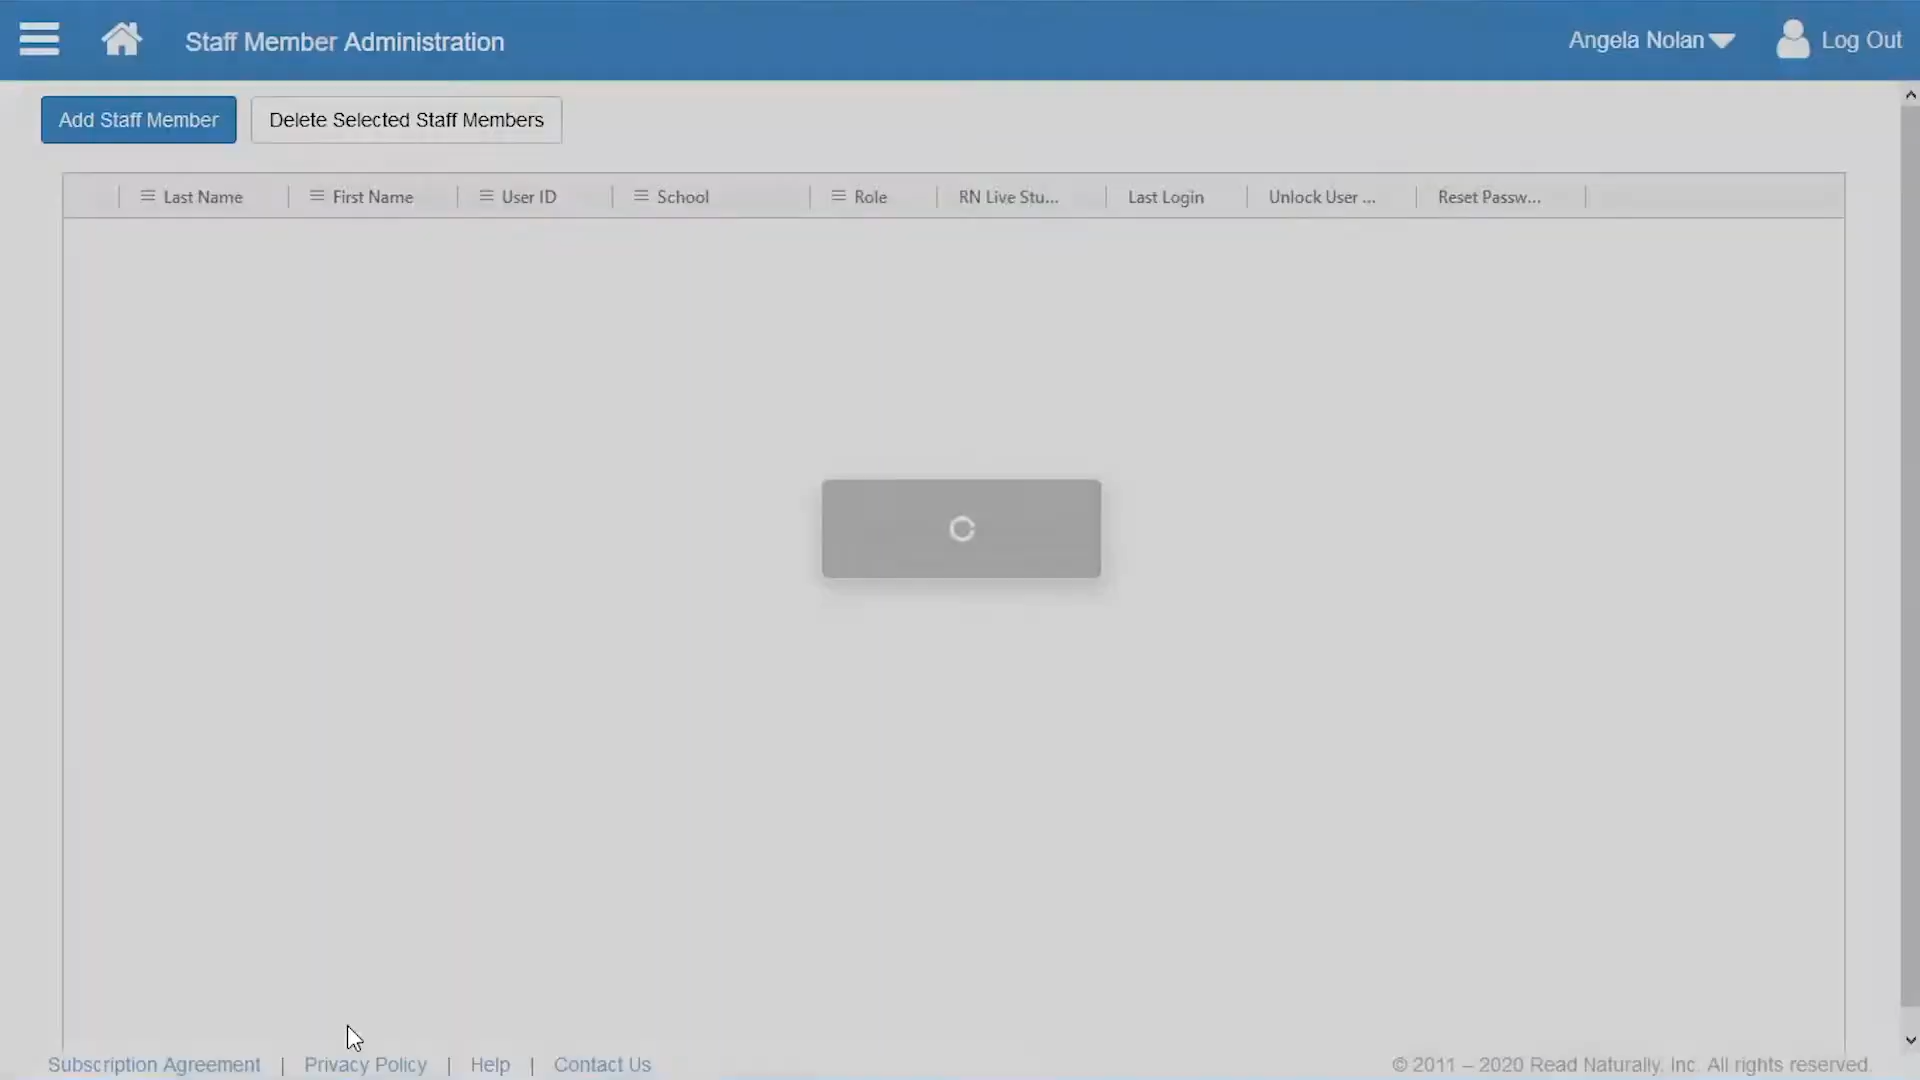 Staff Member Administration
Angela Nolan
Log Out
Add Staff Member
Delete Selected Staff Members
Last Name
First Name
User ID
School
Role
RN Live Stu...
Last Login
Unlock User ...
Reset Passw...
Subscription Agreement | Privacy Policy | Help | Contact Us
© 2011 – 2020 Read Naturally, Inc. All rights reserved.